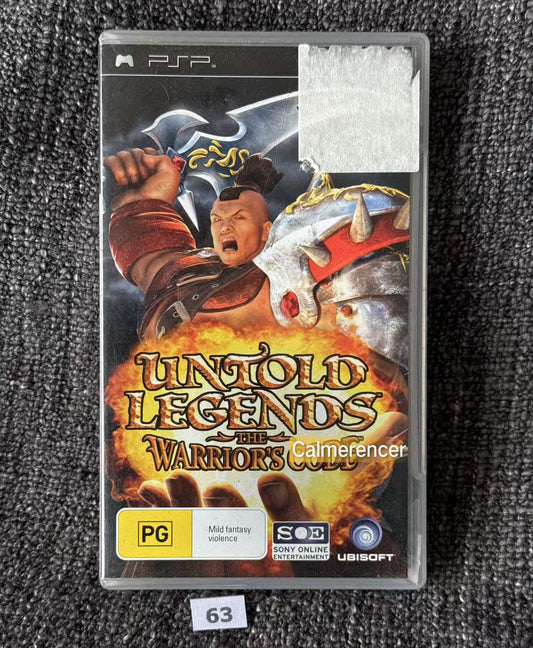 PSP
UNTOLD
LEGENDS
THE
WARRIOR'S CODE
Calmerencer
PG
Mild fantasy
violence
SOE
SONY ONLINE
ENTERTAINMENT
UBISOFT
63